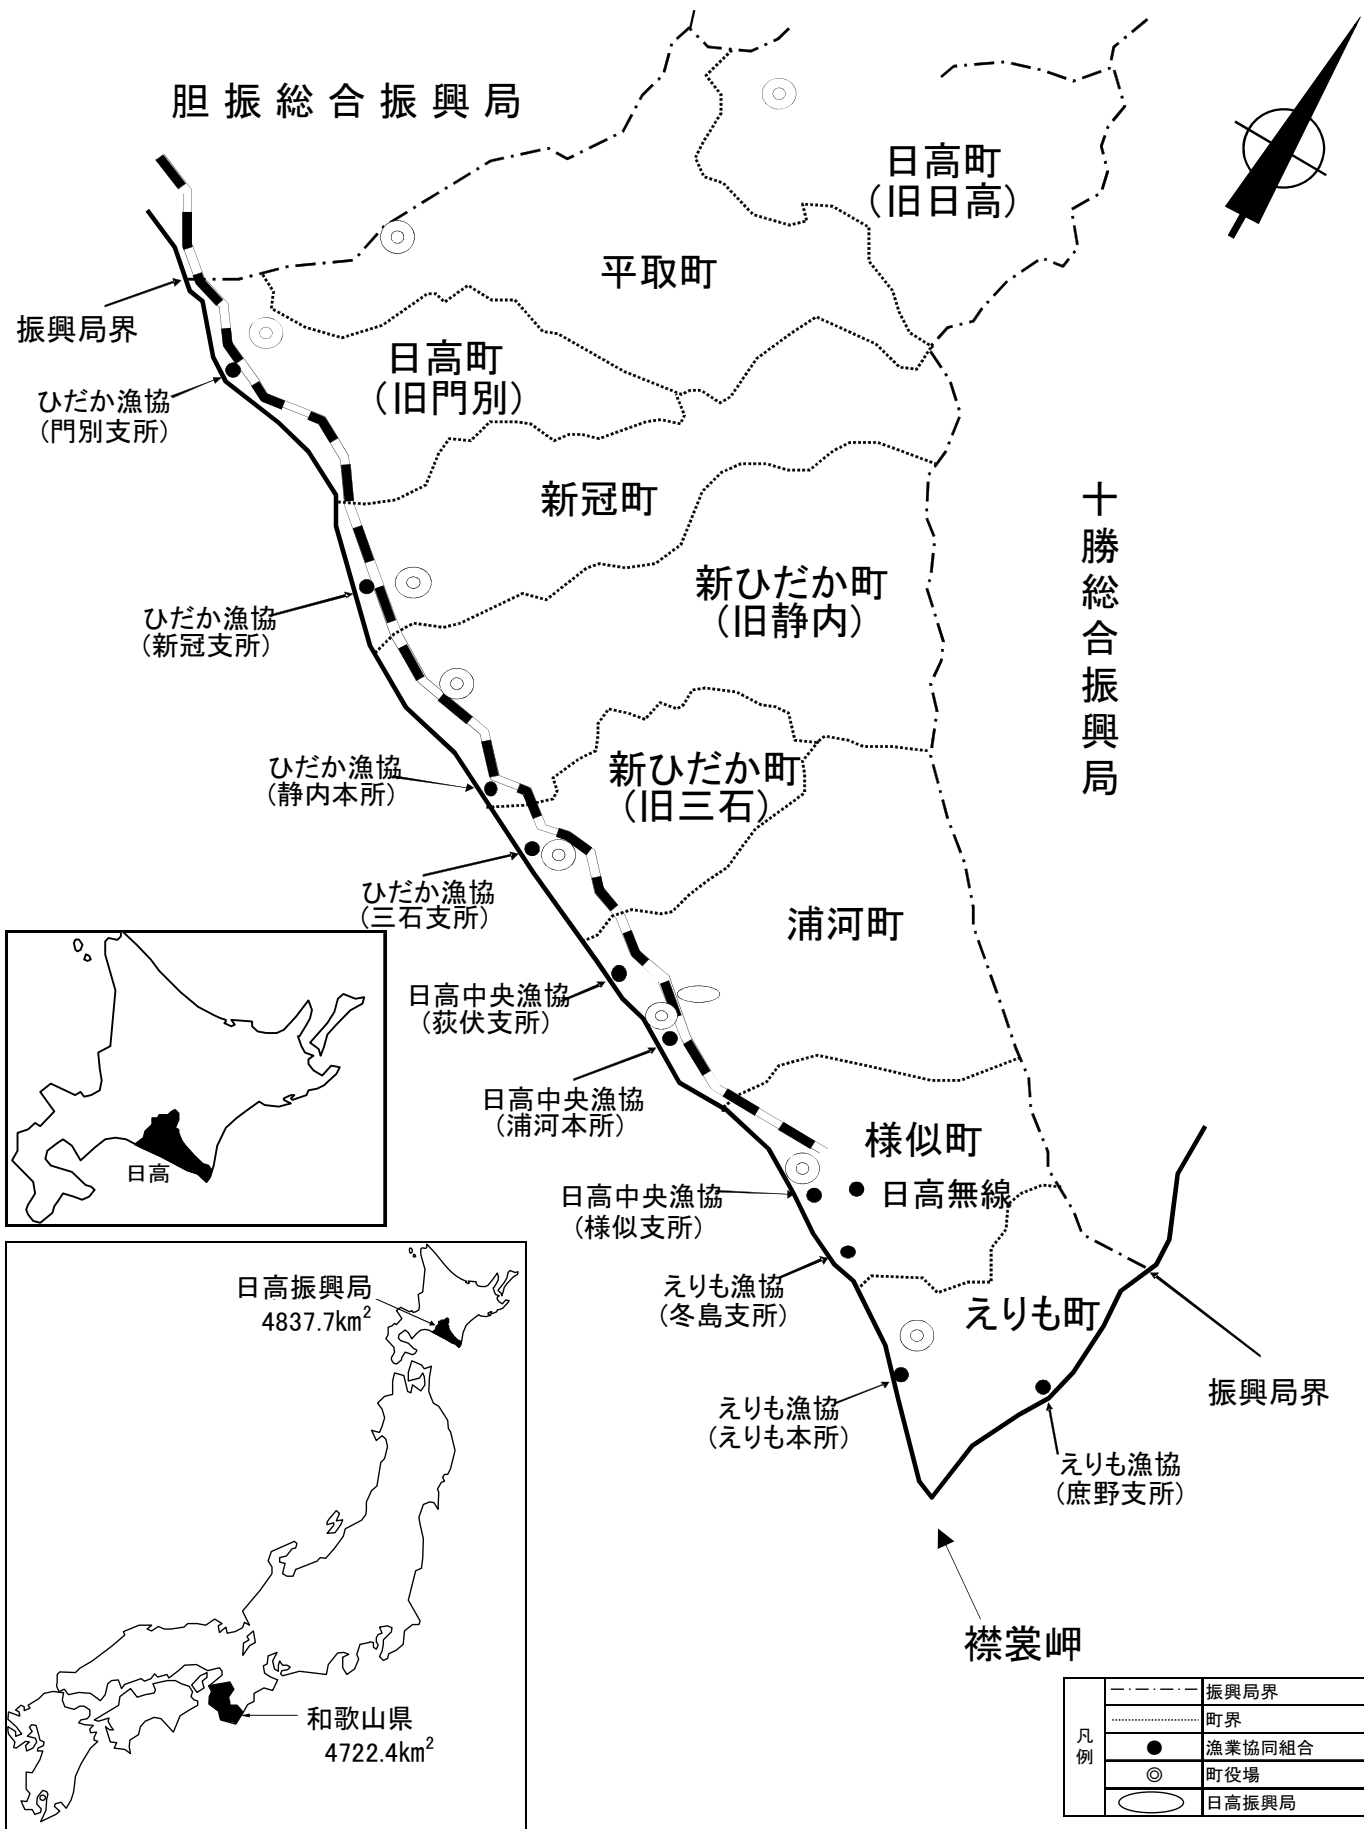 胆振総合振興局
日高町
(旧日高)
平取町
振興局界
日高町
(旧門別)
ひだか漁協
(門別支所)
新冠町
十勝総合振興局
新ひだか町
(旧静内)
ひだか漁協
(新冠支所)
ひだか漁協
(静内本所)
新ひだか町
(旧三石)
ひだか漁協
(三石支所)
浦河町
日高中央漁協
(荻伏支所)
日高中央漁協
(浦河本所)
様似町
日高
日高中央漁協
(様似支所)
日高無線
えりも漁協
(冬島支所)
えりも町
日高振興局
4837.7km²
振興局界
えりも漁協
(えりも本所)
えりも漁協
(庶野支所)
襟裳岬
和歌山県
4722.4km²
凡例
振興局界
町界
漁業協同組合
町役場
日高振興局